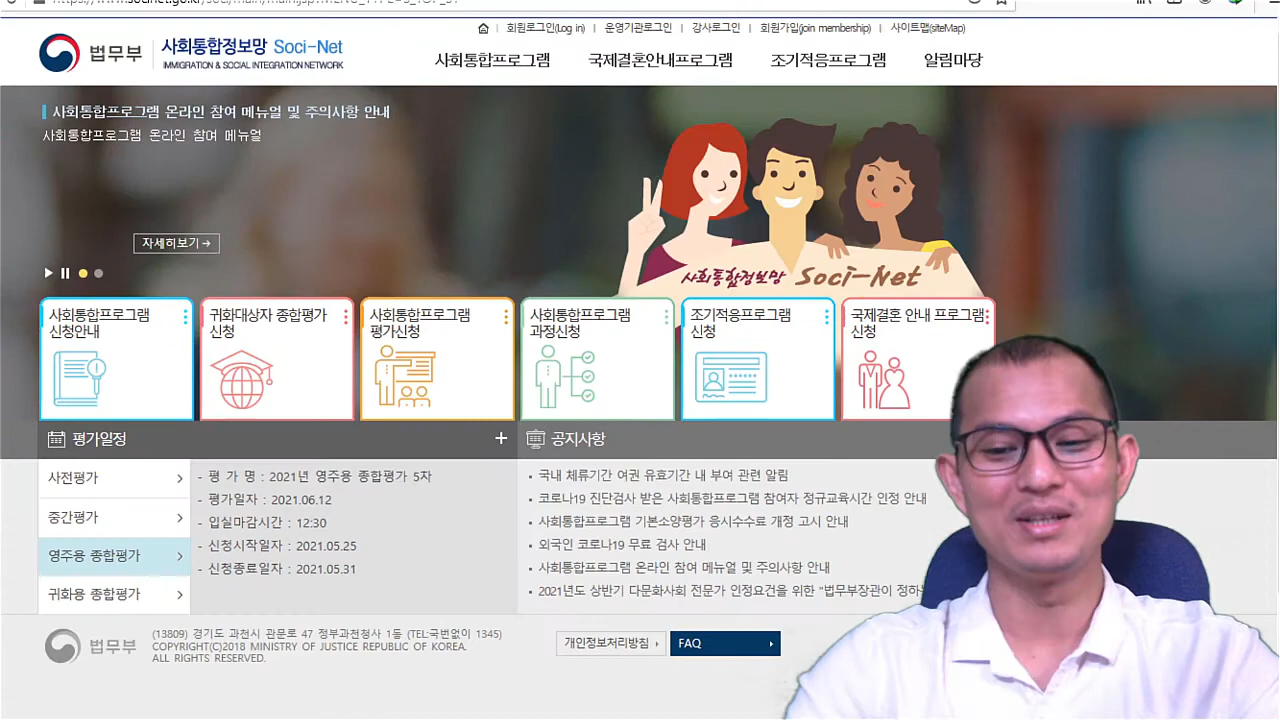 회원로그인(Log in) | 운영기관로그인 | 강사로그인 | 회원가입(join membership) | 사이트맵(siteMap)
법무부
사회통합정보망 Soci-Net
IMMIGRATION & SOCIAL INTEGRATION NETWORK
사회통합프로그램 국제결혼안내프로그램 조기적응프로그램 알림마당
사회통합프로그램 온라인 참여 메뉴얼 및 주의사항 안내
사회통합프로그램 온라인 참여 메뉴얼
자세히보기→
사회통합정보망 Soci-Net
사회통합프로그램
신청안내
귀화대상자 종합평가
신청
사회통합프로그램
평가신청
사회통합프로그램
과정신청
조기적응프로그램
신청
국제결혼 안내 프로그램
신청
평가일정 +
사전평가
중간평가
영주용 종합평가
귀화용 종합평가
- 평 가 명 : 2021년 영주용 종합평가 5차
- 평가일자 : 2021.06.12
- 입실마감시간 : 12:30
- 신청시작일자 : 2021.05.25
- 신청종료일자 : 2021.05.31
공지사항
국내 체류기간 여권 유효기간 내 부여 관련 알림
코로나19 진단검사 받은 사회통합프로그램 참여자 정규교육시간 인정 안내
사회통합프로그램 기본소양평가 응시수수료 개정 고시 안내
외국인 코로나19 무료 검사 안내
사회통합프로그램 온라인 참여 메뉴얼 및 주의사항 안내
2021년도 상반기 다문화사회 전문가 인정요건을 위한 "법무부장관이 정하
법무부
(13809) 경기도 과천시 관문로 47 정부과천청사 1동 (TEL:국번없이 1345)
COPYRIGHT(C)2018 MINISTRY OF JUSTICE REPUBLIC OF KOREA.
ALL RIGHTS RESERVED.
개인정보처리방침
FAQ